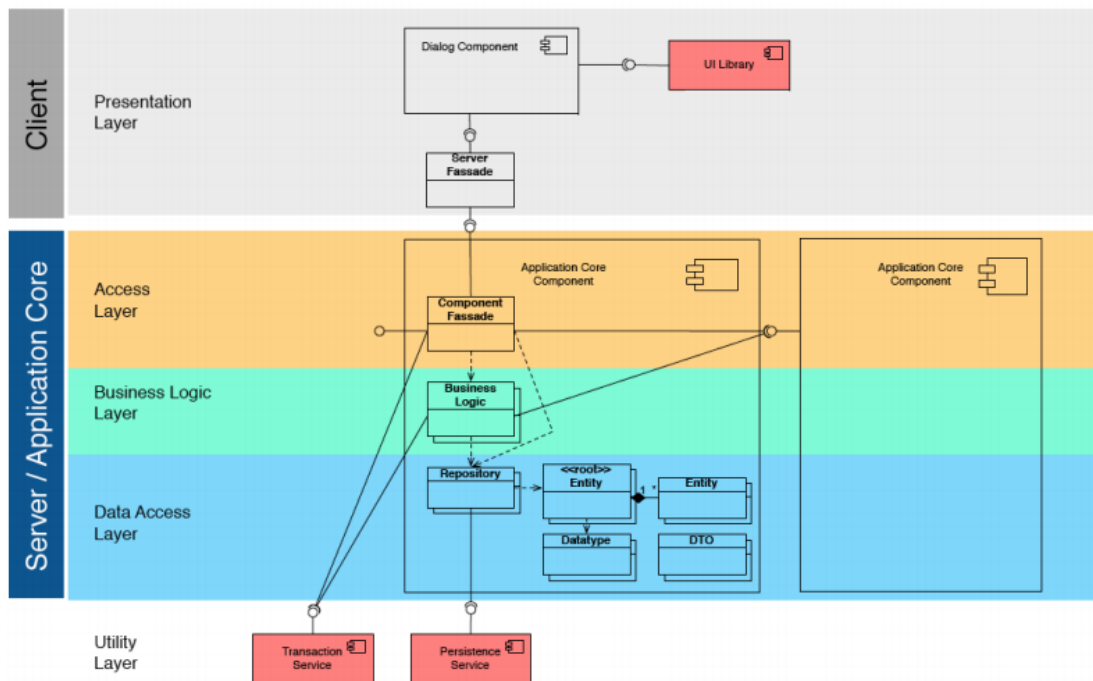 Client
Presentation
Layer
Dialog Component
UI Library
Server
Fassade
Server / Application Core
Access
Layer
Application Core
Component
Application Core
Component
Component
Fassade
Business Logic
Layer
Business
Logic
Data Access
Layer
Repository
<<root>>
Entity
1 *
Entity
Datatype
DTO
Utility
Layer
Transaction
Service
Persistence
Service